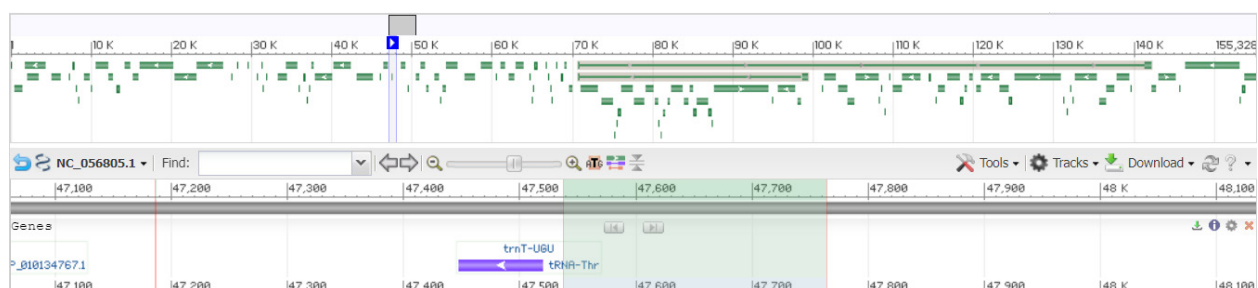 10 K 20 K 30 K 40 K 50 K 60 K 70 K 80 K 90 K 100 K 110 K 120 K 130 K 140 K 155,328
NC_056805.1 Find: ATG Tools Tracks Download ?
47,100 47,200 47,300 47,400 47,500 47,600 47,700 47,800 47,900 48 K 48,100
Genes
trnT-UGU
P_010134767.1 tRNA-Thr
47,100 47,200 47,300 47,400 47,500 47,600 47,700 47,800 47,900 48 K 48,100